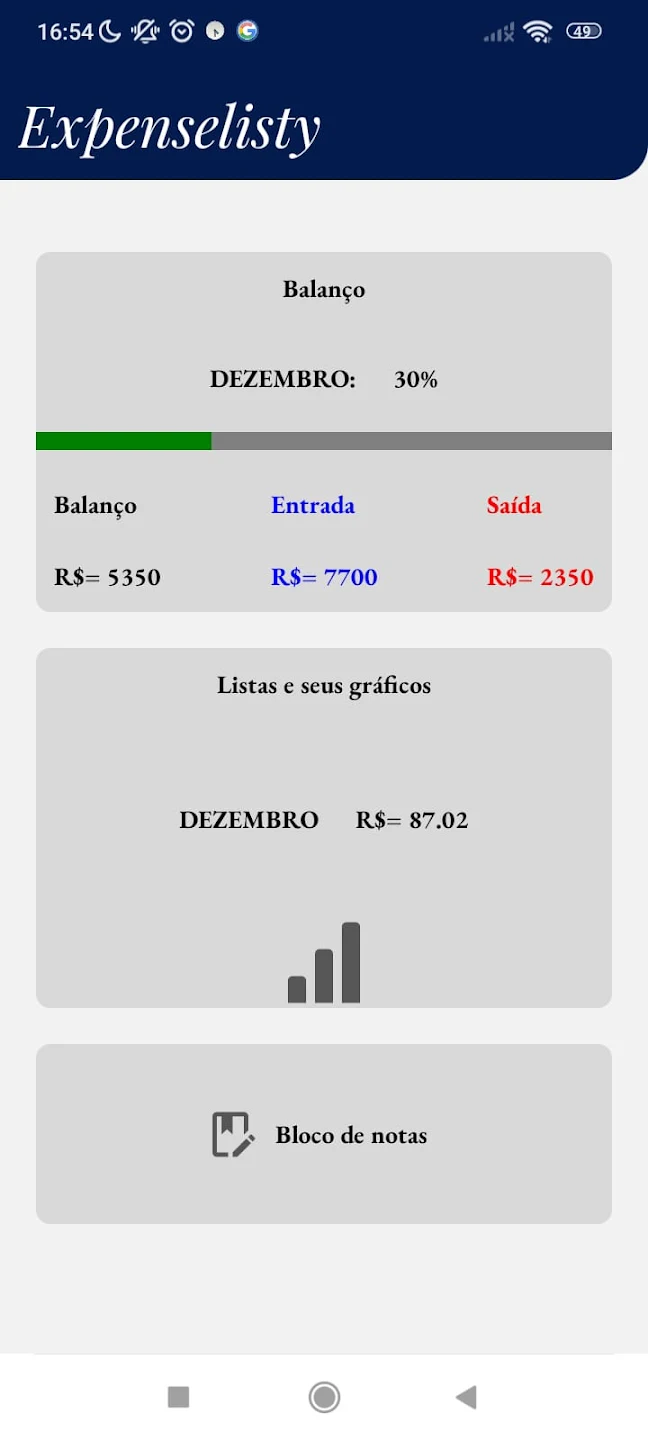 16:54
49
Expenselisty
Balanço
DEZEMBRO: 30%
Balanço Entrada Saída
R$= 5350 R$= 7700 R$= 2350
Listas e seus gráficos
DEZEMBRO R$= 87.02
Bloco de notas